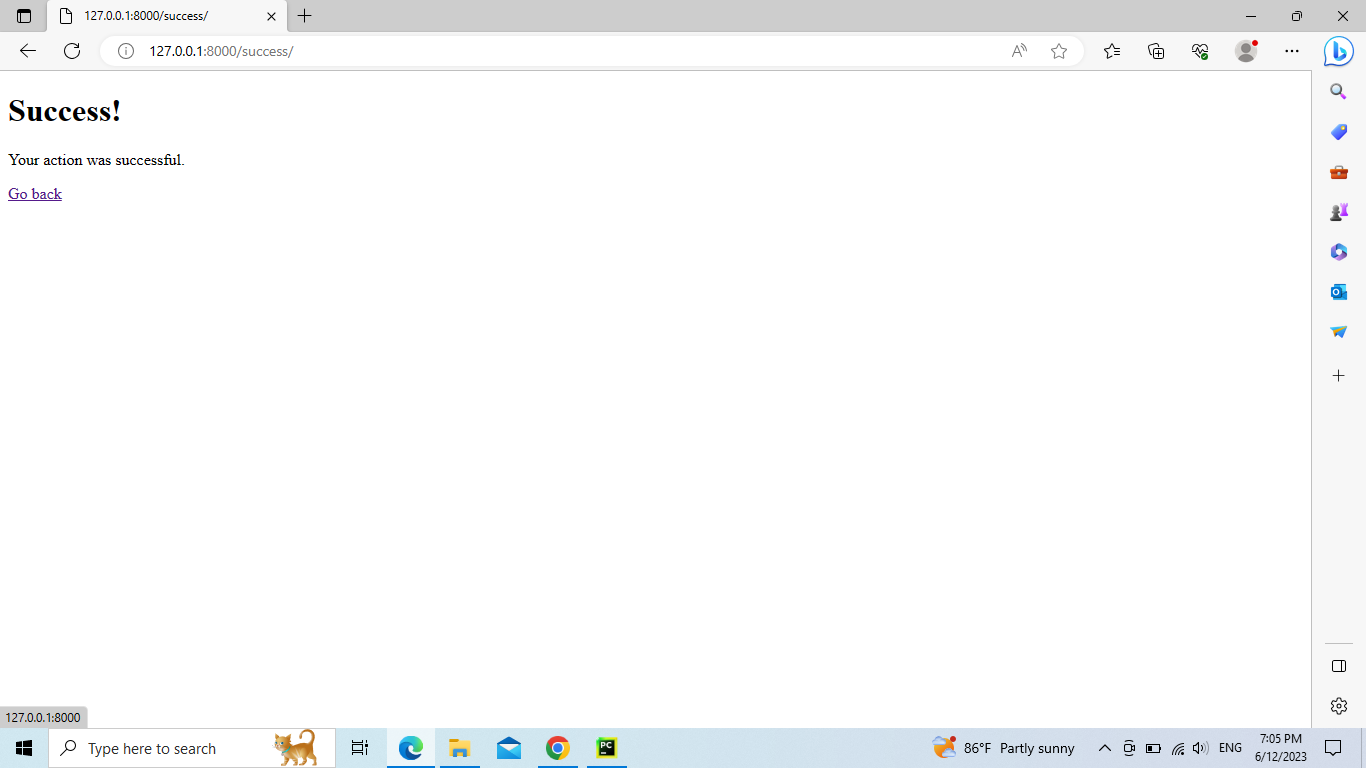 127.0.0.1:8000/success/
127.0.0.1:8000/success/
Success!
Your action was successful.
Go back
127.0.0.1:8000
Type here to search
PC
86°F Partly sunny
ENG
7:05 PM
6/12/2023